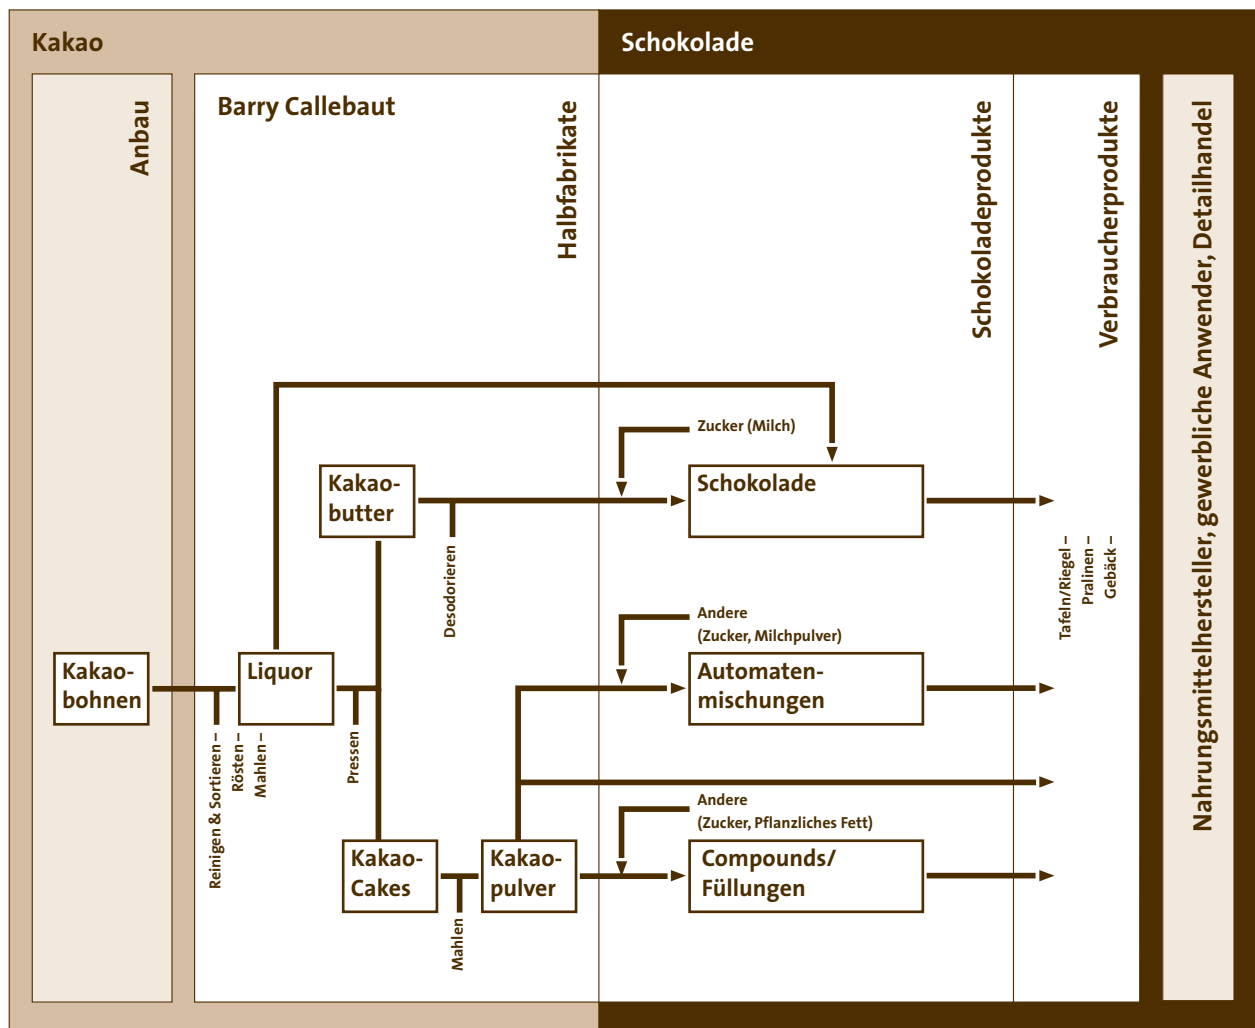 Kakao
Schokolade
Anbau
Barry Callebaut
Halbfabrikate
Schokoladeprodukte
Verbraucherprodukte
Nahrungsmittelhersteller, gewerbliche Anwender, Detailhandel
Zucker (Milch)
Kakao-
butter
Schokolade
Desodorieren
Tafeln/Riegel –
Pralinen –
Gebäck –
Andere
(Zucker, Milchpulver)
Kakao-
bohnen
Liquor
Automaten-
mischungen
Reinigen & Sortieren –
Rösten –
Mahlen –
Pressen
Andere
(Zucker, Pflanzliches Fett)
Kakao-
Cakes
Kakao-
pulver
Compounds/
Füllungen
Mahlen